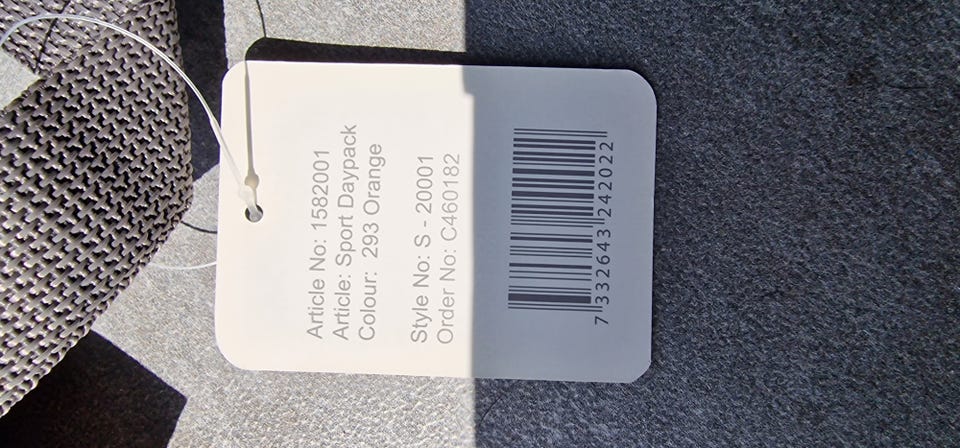 Article No: 1582001
Article: Sport Daypack
Colour: 293 Orange
Style No: S - 20001
Order No: C460182
7 332643 242022